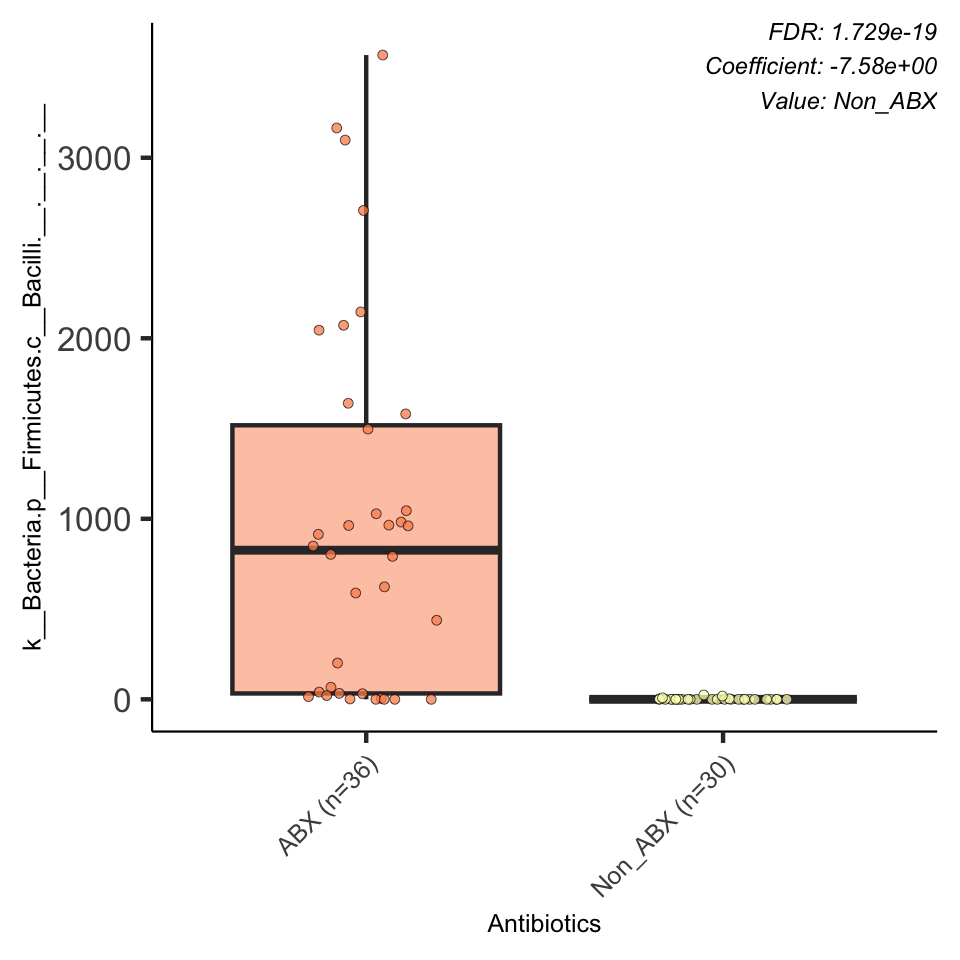 FDR: 1.729e-19
Coefficient: -7.58e+00
Value: Non_ABX
k__Bacteria.p__Firmicutes.c__Bacilli.__.__.__.__
3000
2000
1000
0
ABX (n=36)
Non_ABX (n=30)
Antibiotics